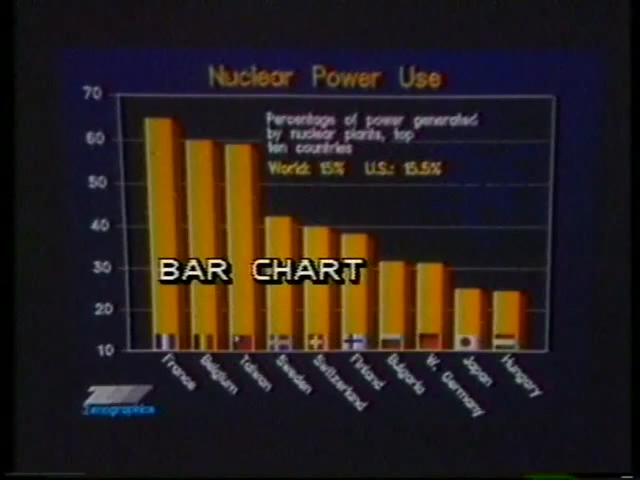 Nuclear Power Use
70
Percentage of power generated
by nuclear plants, top
ten countries
World: 15% U.S.: 15.5%
60
50
40
30
20
10
BAR CHART
France
Belgium
Taiwan
Sweden
Switzerland
Finland
Bulgaria
W. Germany
Japan
Hungary
Xenographics